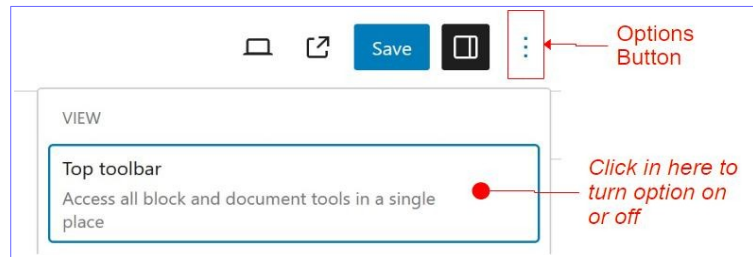 Save
Options
Button
VIEW
Top toolbar
Access all block and document tools in a single
place
Click in here to
turn option on
or off